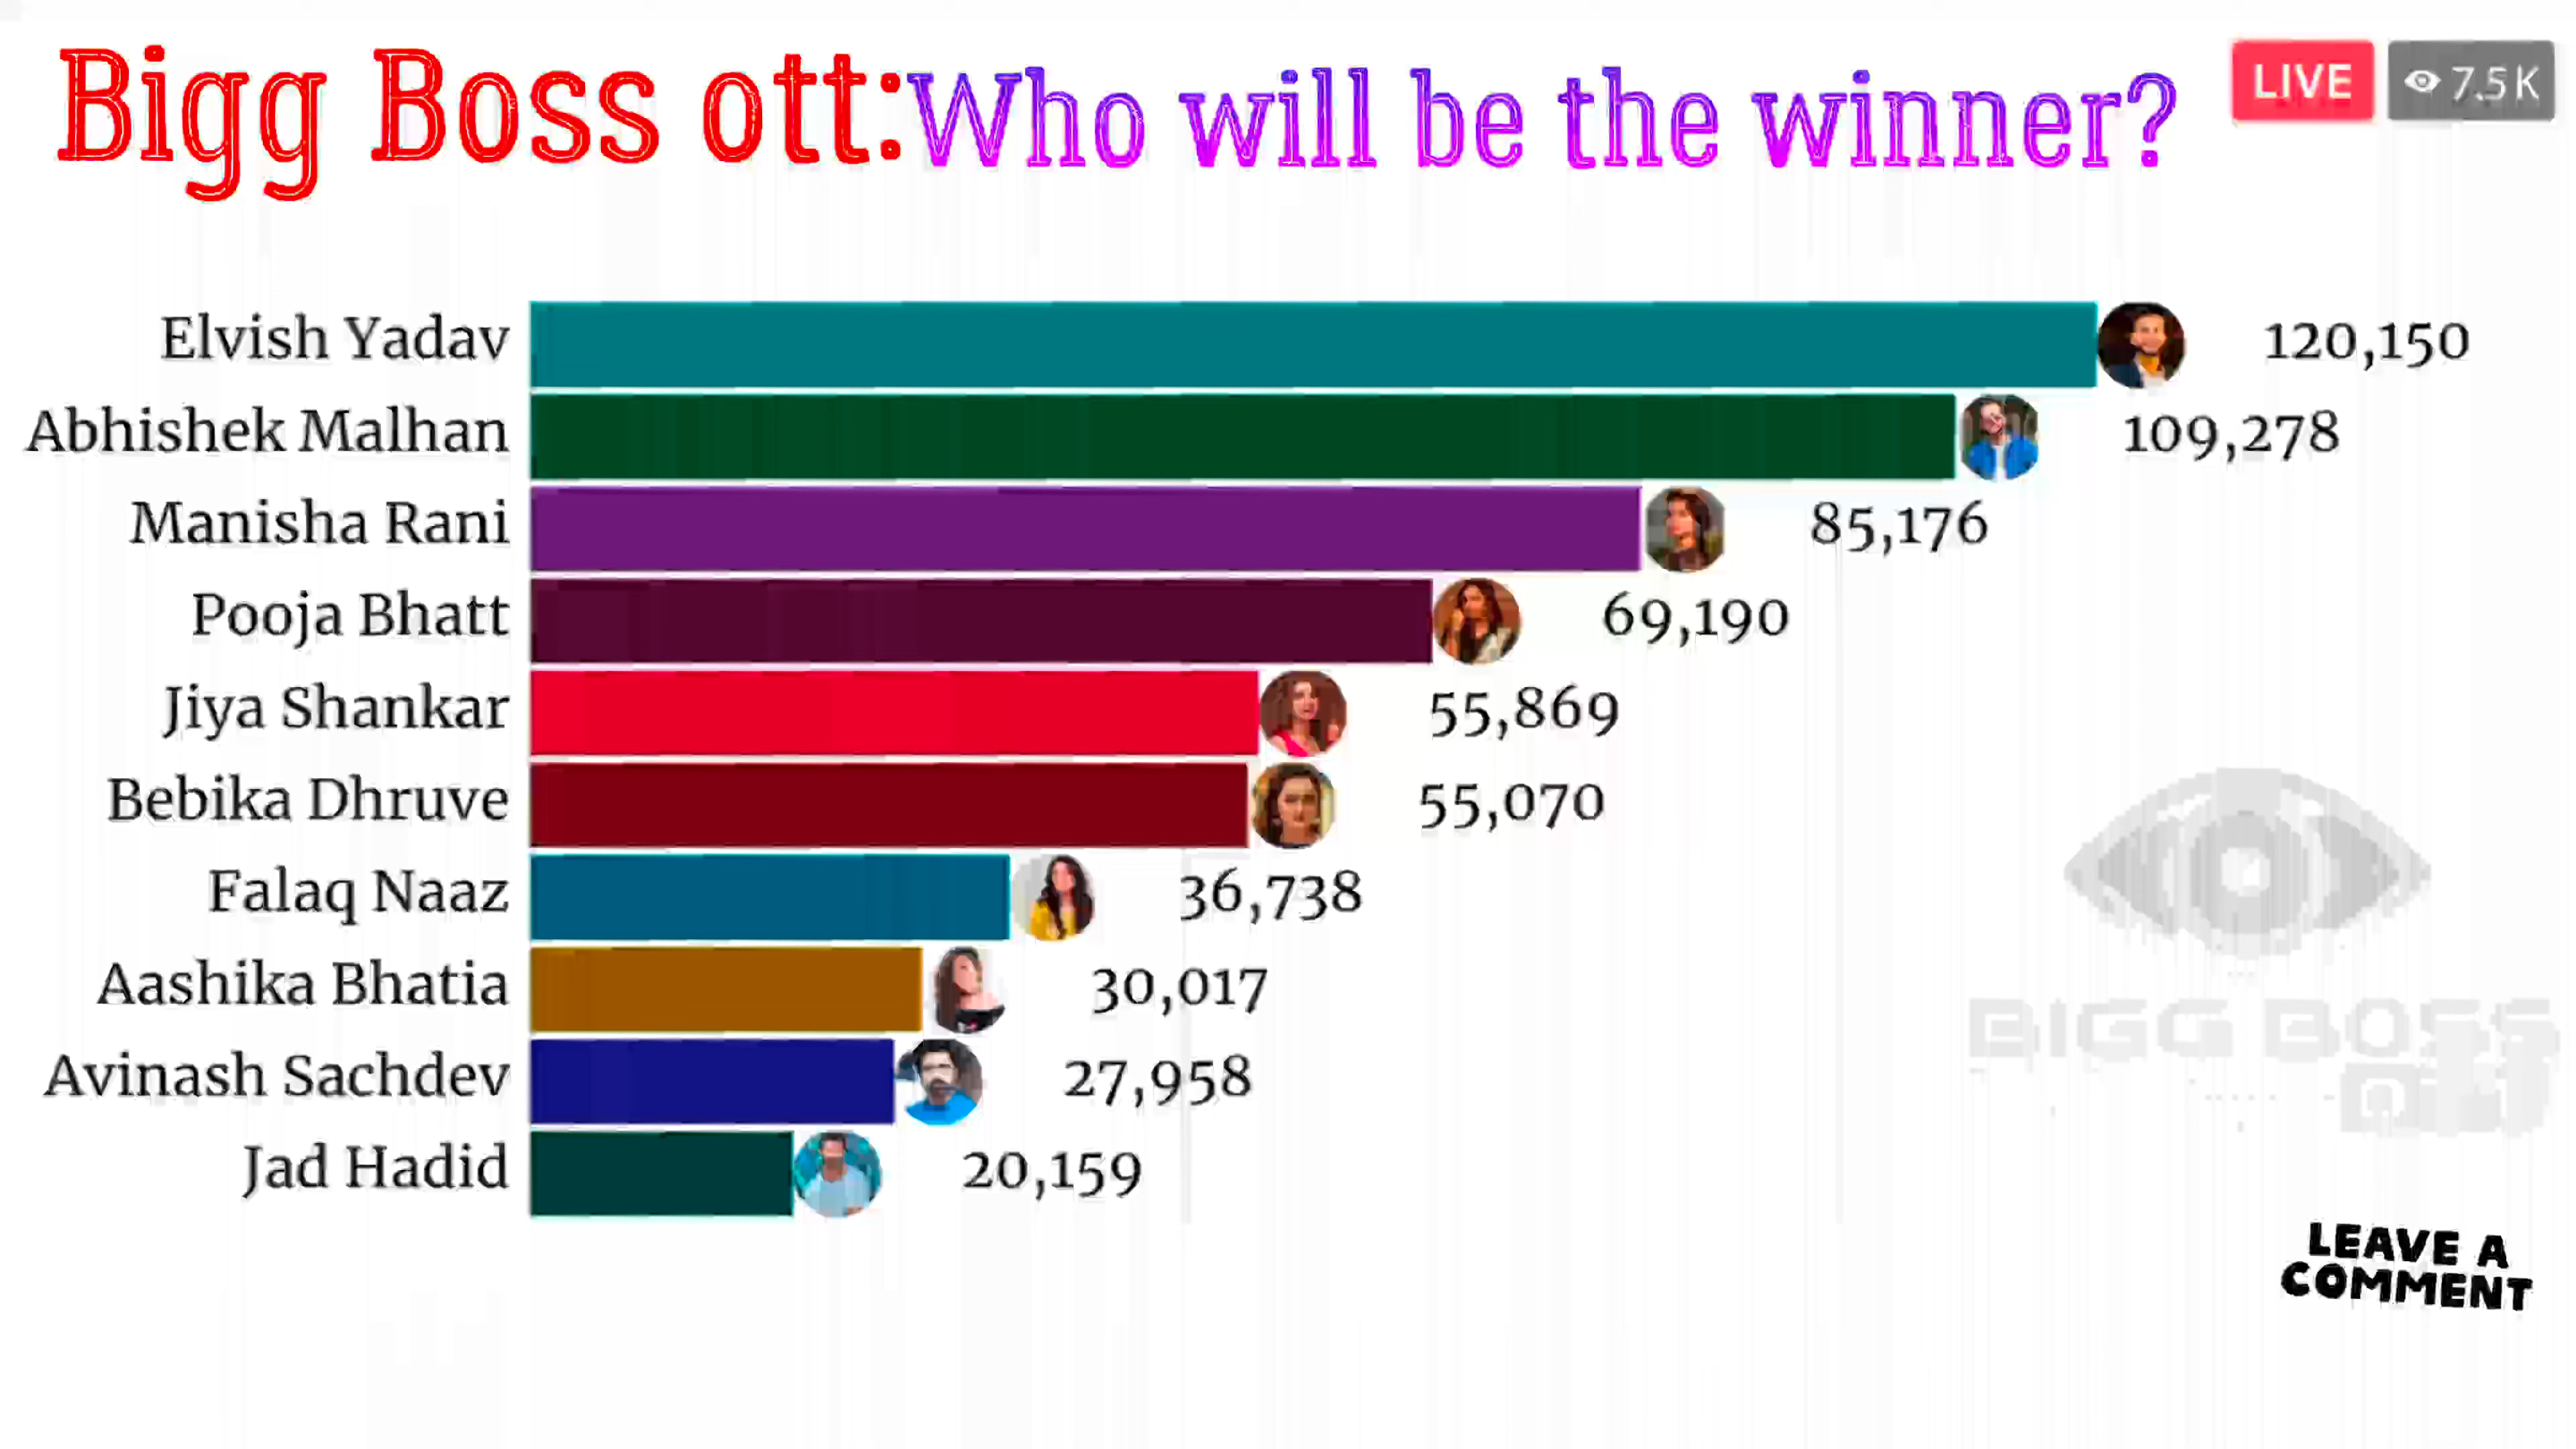 Bigg Boss ott:Who will be the winner?
LIVE 7.5K
Elvish Yadav 120,150
Abhishek Malhan 109,278
Manisha Rani 85,176
Pooja Bhatt 69,190
Jiya Shankar 55,869
Bebika Dhruve 55,070
Falaq Naaz 36,738
Aashika Bhatia 30,017
Avinash Sachdev 27,958
Jad Hadid 20,159
BIGG BOSS
LEAVE A
COMMENT